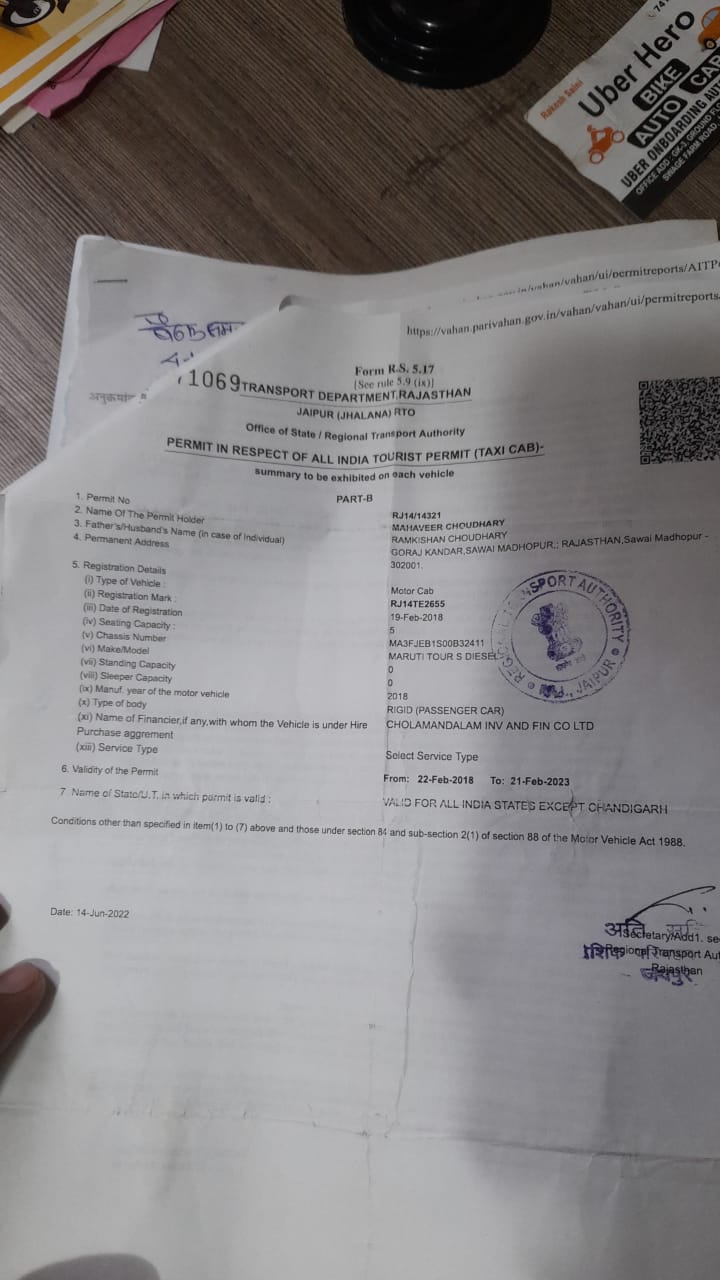 Rakesh Saini
Uber Hero
BIKE
AUTO CAR
UBER ONBOARDING
OFFICE ADD - GK-3, GROUND
SWAGE FARM ROAD
https://vahan.parivahan.gov.in/vahan/vahan/ui/permitreports
1069
Form R.S. 5.17
[See rule 5.9 (ix)]
TRANSPORT DEPARTMENT,RAJASTHAN
JAIPUR (JHALANA) RTO
Office of State / Regional Transport Authority
PERMIT IN RESPECT OF ALL INDIA TOURIST PERMIT (TAXI CAB)-
summary to be exhibited on each vehicle
PART-B
1. Permit No RJ14/14321
2. Name Of The Permit Holder MAHAVEER CHOUDHARY
3. Father's/Husband's Name (in case of Individual) RAMKISHAN CHOUDHARY
4. Permanent Address GORAJ KANDAR,SAWAI MADHOPUR,; RAJASTHAN,Sawai Madhopur -
302001.
5. Registration Details
(i) Type of Vehicle : Motor Cab
(ii) Registration Mark : RJ14TE2655
(iii) Date of Registration 19-Feb-2018
(iv) Seating Capacity : 5
(v) Chassis Number MA3FJEB1S00B32411
(vi) Make/Model MARUTI TOUR S DIESEL
(vii) Standing Capacity 0
(viii) Sleeper Capacity 0
(ix) Manuf. year of the motor vehicle 2018
(x) Type of body RIGID (PASSENGER CAR)
(xi) Name of Financier,if any,with whom the Vehicle is under Hire CHOLAMANDALAM INV AND FIN CO LTD
Purchase aggrement
(xiii) Service Type Select Service Type
6. Validity of the Permit From: 22-Feb-2018 To: 21-Feb-2023
7 Name of State/U.T. in which permit is valid : VALID FOR ALL INDIA STATES EXCEPT CHANDIGARH
Conditions other than specified in item(1) to (7) above and those under section 84 and sub-section 2(1) of section 88 of the Motor Vehicle Act 1988.
REGIONAL TRANSPORT AUTHORITY
JAIPUR
Date: 14-Jun-2022
Secretary/Add1. se
Regional Transport Aut
Rajasthan
जयपुर